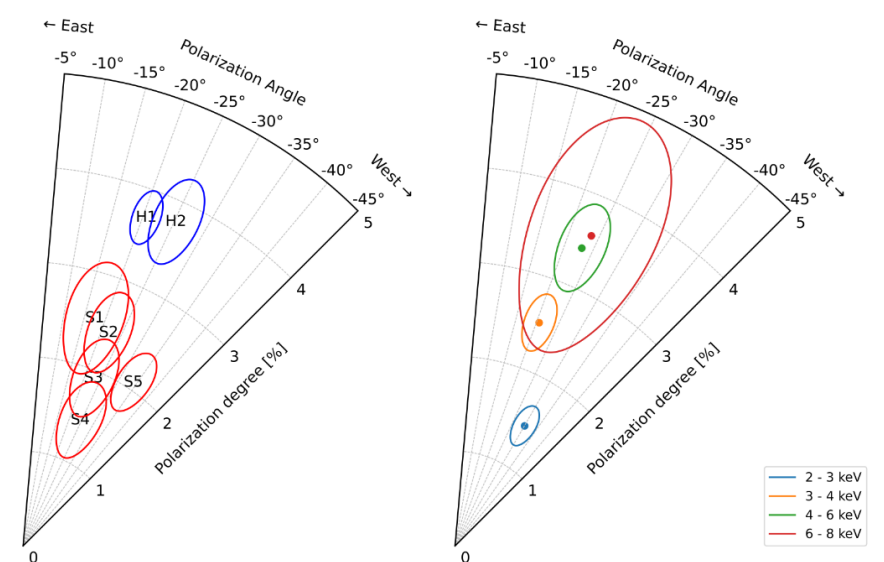 ← East
Polarization Angle
-5°
-10°
-15°
-20°
-25°
-30°
-35°
-40°
-45°
West →
5
4
3
2
1
0
Polarization degree [%]
H1
H2
S1
S2
S3
S5
S4
← East
Polarization Angle
-5°
-10°
-15°
-20°
-25°
-30°
-35°
-40°
-45°
West →
5
4
3
2
1
0
Polarization degree [%]
2 - 3 keV
3 - 4 keV
4 - 6 keV
6 - 8 keV